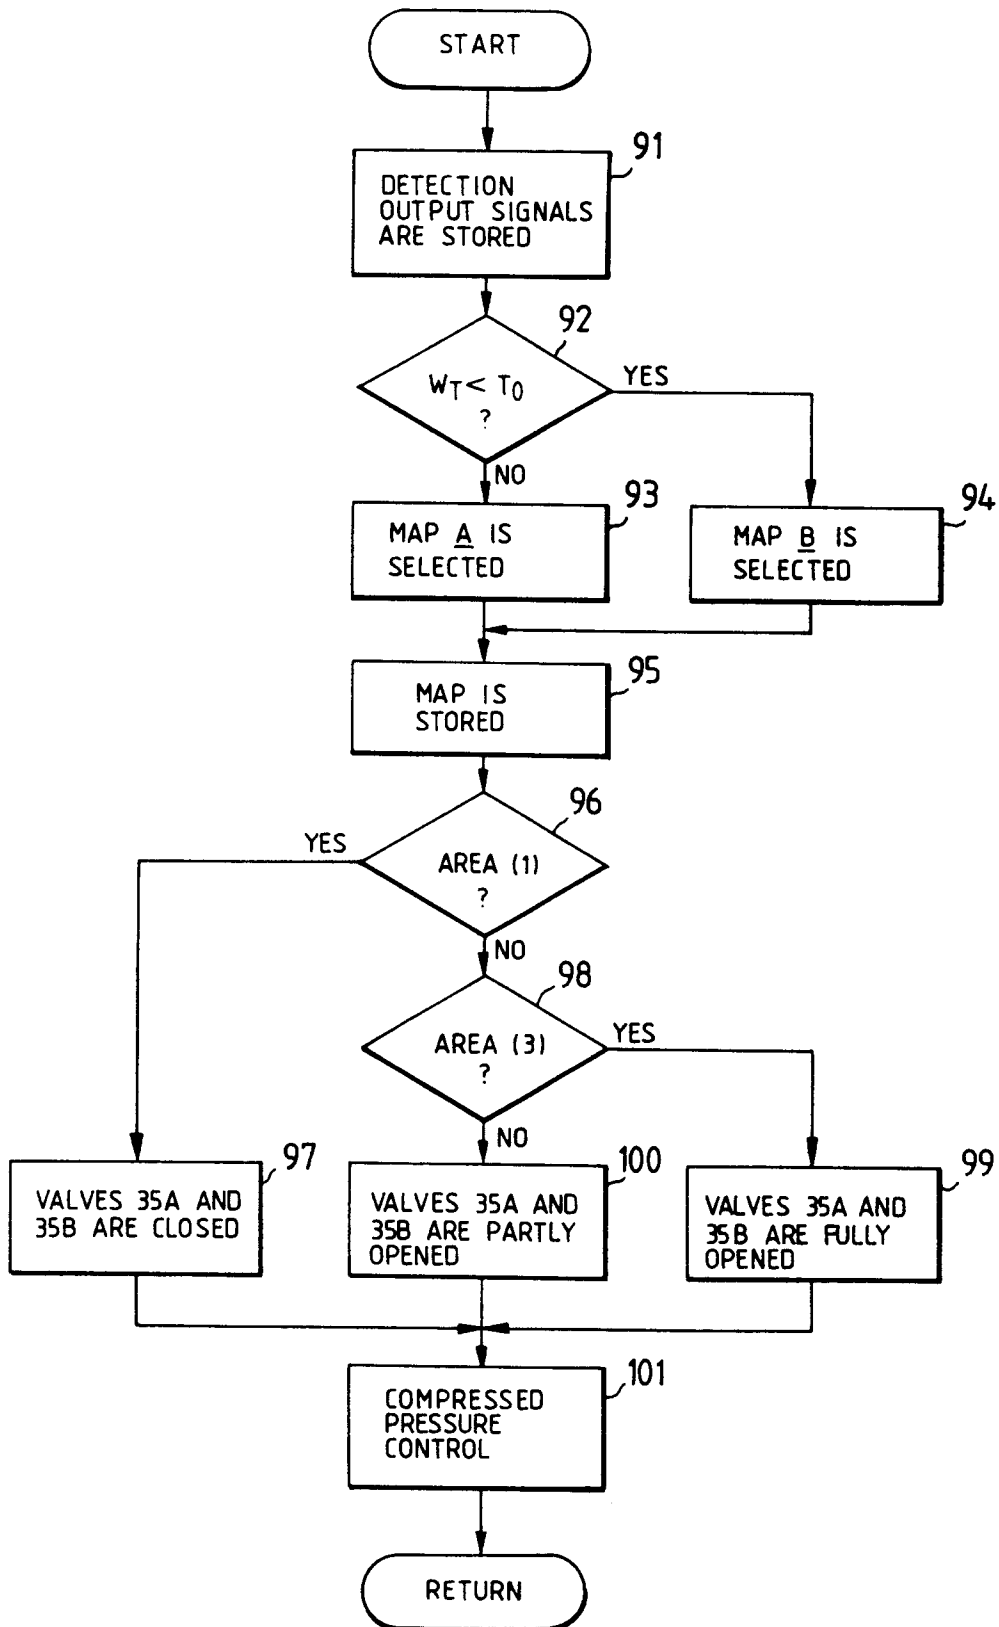 START
91
DETECTION
OUTPUT SIGNALS
ARE STORED
92
WT < T0
?
YES
NO
93
MAP A IS
SELECTED
94
MAP B IS
SELECTED
95
MAP IS
STORED
96
YES
AREA (1)
?
NO
98
AREA (3)
?
YES
NO
97
VALVES 35A AND
35B ARE CLOSED
100
VALVES 35A AND
35B ARE PARTLY
OPENED
99
VALVES 35A AND
35B ARE FULLY
OPENED
101
COMPRESSED
PRESSURE
CONTROL
RETURN